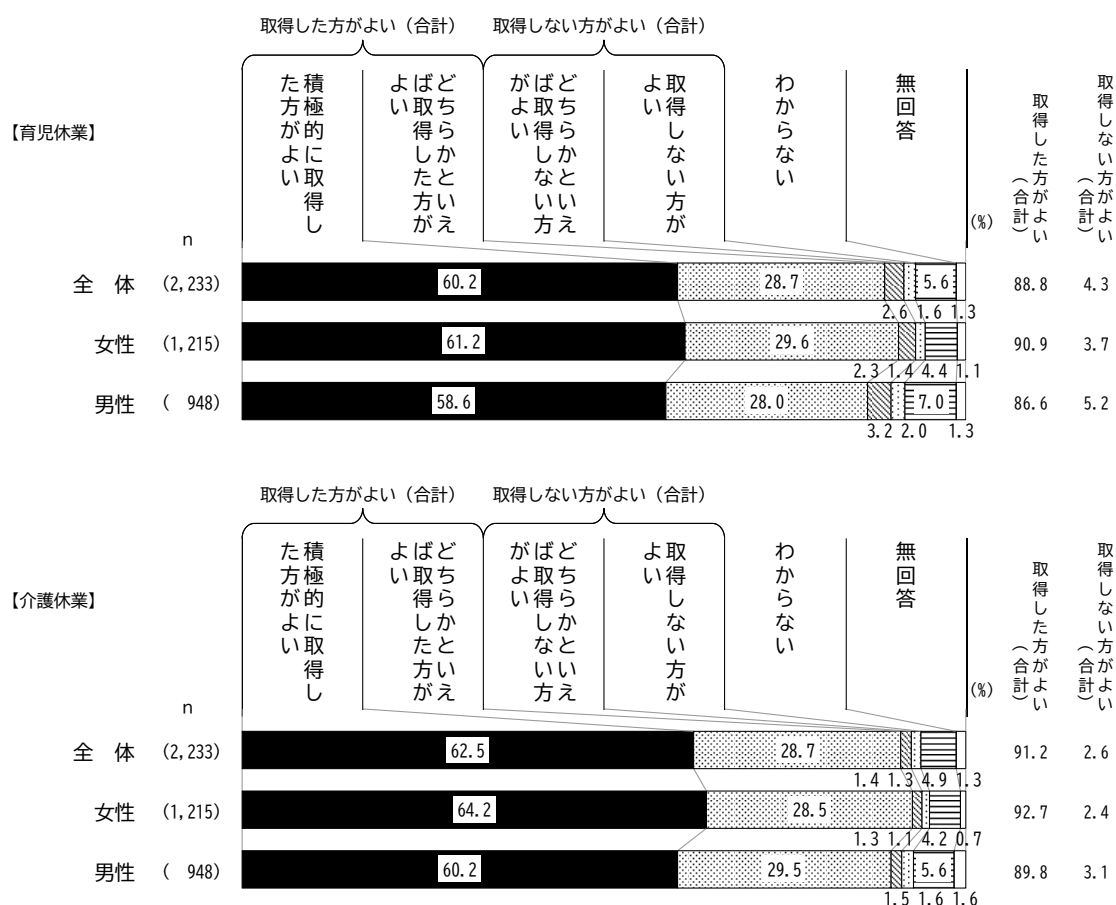 取得した方がよい（合計）　取得しない方がよい（合計）
【育児休業】
積極的に取得し
た方がよい
どちらかといえ
ば取得した方が
よい
どちらかといえ
ば取得しない方
がよい
取得しない方が
よい
わからない
無回答
(%)
取得した方がよい
（合計）
取得しない方がよい
（合計）
n
全 体 (2,233) 60.2 28.7 5.6 88.8 4.3
2.6 1.6 1.3
女性 (1,215) 61.2 29.6 90.9 3.7
2.3 1.4 4.4 1.1
男性 ( 948) 58.6 28.0 7.0 86.6 5.2
3.2 2.0 1.3
取得した方がよい（合計）　取得しない方がよい（合計）
【介護休業】
積極的に取得し
た方がよい
どちらかといえ
ば取得した方が
よい
どちらかといえ
ば取得しない方
がよい
取得しない方が
よい
わからない
無回答
(%)
取得した方がよい
（合計）
取得しない方がよい
（合計）
n
全 体 (2,233) 62.5 28.7 91.2 2.6
1.4 1.3 4.9 1.3
女性 (1,215) 64.2 28.5 92.7 2.4
1.3 1.1 4.2 0.7
男性 ( 948) 60.2 29.5 5.6 89.8 3.1
1.5 1.6 1.6